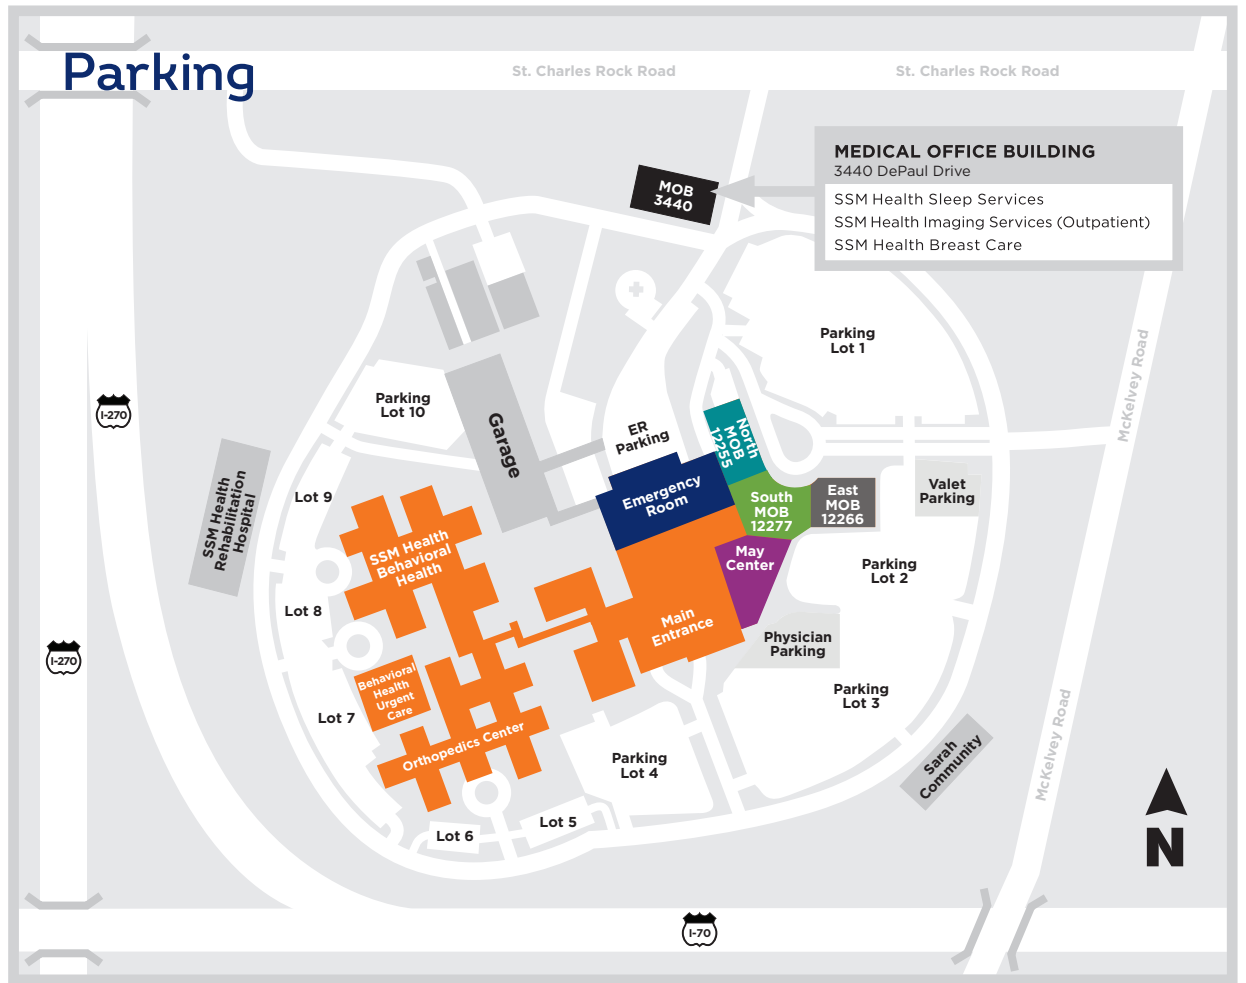 Parking
St. Charles Rock Road
St. Charles Rock Road
MEDICAL OFFICE BUILDING
3440 DePaul Drive
SSM Health Sleep Services
SSM Health Imaging Services (Outpatient)
SSM Health Breast Care
MOB
3440
Parking
Lot 1
McKelvey Road
I-270
Parking
Lot 10
Garage
ER
Parking
North
MOB
12255
Emergency
Room
South
MOB
12277
East
MOB
12266
Valet
Parking
Lot 9
SSM Health
Rehabilitation
Hospital
SSM Health
Behavioral
Health
May
Center
Parking
Lot 2
Lot 8
Main
Entrance
Physician
Parking
I-270
Behavioral
Health
Urgent
Care
Parking
Lot 3
Lot 7
Orthopedics Center
Parking
Lot 4
Sarah
Community
McKelvey Road
Lot 5
Lot 6
N
I-70